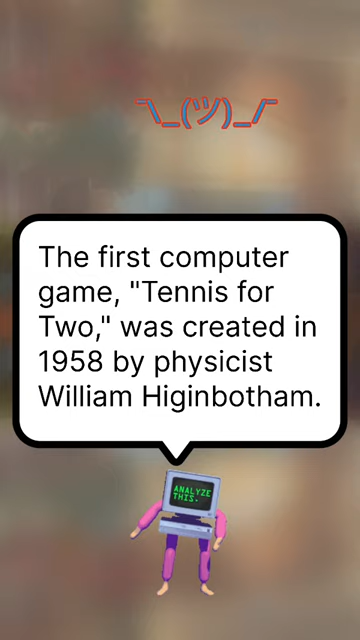 ¯\_(ツ)_/¯
The first computer
game, "Tennis for
Two," was created in
1958 by physicist
William Higinbotham.
ANALYZE
THIS.